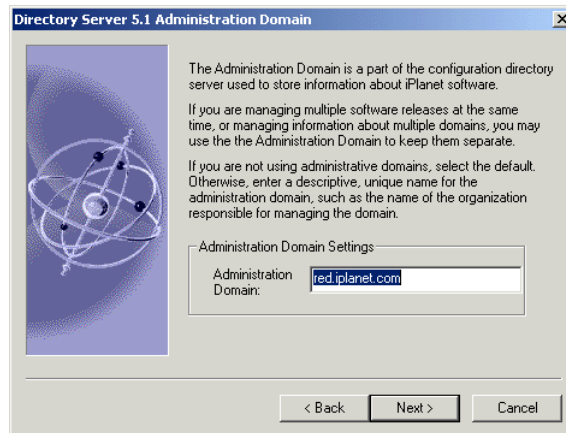 Directory Server 5.1 Administration Domain
The Administration Domain is a part of the configuration directory
server used to store information about iPlanet software.
If you are managing multiple software releases at the same
time, or managing information about multiple domains, you may
use the the Administration Domain to keep them separate.
If you are not using administrative domains, select the default.
Otherwise, enter a descriptive, unique name for the
administration domain, such as the name of the organization
responsible for managing the domain.
Administration Domain Settings
Administration
Domain:
red.iplanet.com
< Back
Next >
Cancel